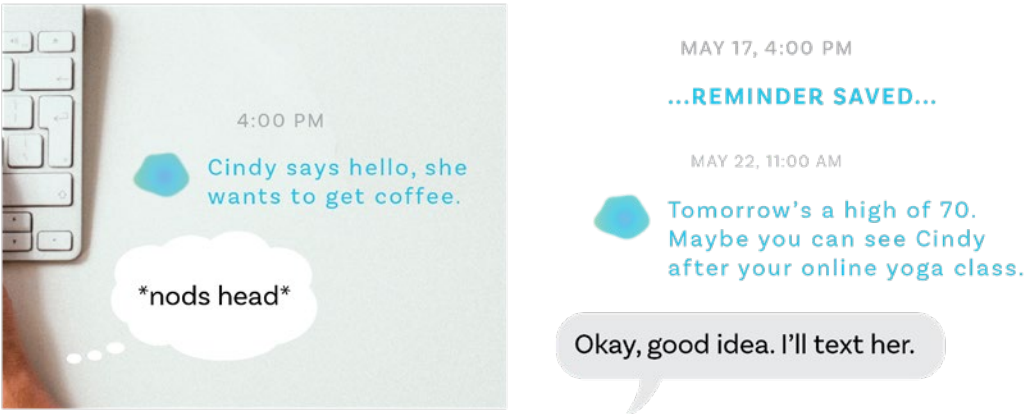 4:00 PM
Cindy says hello, she
wants to get coffee.
*nods head*
MAY 17, 4:00 PM
...REMINDER SAVED...
MAY 22, 11:00 AM
Tomorrow's a high of 70.
Maybe you can see Cindy
after your online yoga class.
Okay, good idea. I'll text her.